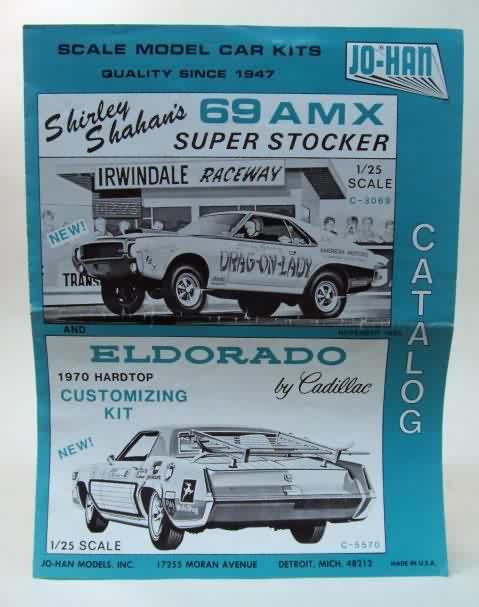 SCALE MODEL CAR KITS
QUALITY SINCE 1947
JO-HAN
Shirley Shahan's
69 AMX
SUPER STOCKER
IRWINDALE RACEWAY
1/25 SCALE
C-3069
NEW!
DRAG-ON-LADY
AMERICAN MOTORS
TRANS
CATALOG
AND
NOVEMBER
ELDORADO
1970 HARDTOP
by Cadillac
CUSTOMIZING KIT
NEW!
1/25 SCALE
C-5570
JO-HAN MODELS, INC. 17255 MORAN AVENUE DETROIT, MICH. 48212 MADE IN U.S.A.